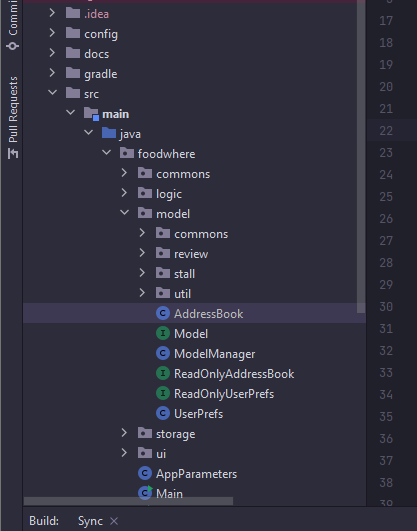 Commi
Pull Requests
.idea
config
docs
gradle
src
main
java
foodwhere
commons
logic
model
commons
review
stall
util
C AddressBook
I Model
C ModelManager
I ReadOnlyAddressBook
I ReadOnlyUserPrefs
C UserPrefs
storage
ui
C AppParameters
C Main
17
18
19
20
21
22
23
24
25
26
27
28
29
30
31
32
33
34
35
36
37
38
39
Build: Sync ×